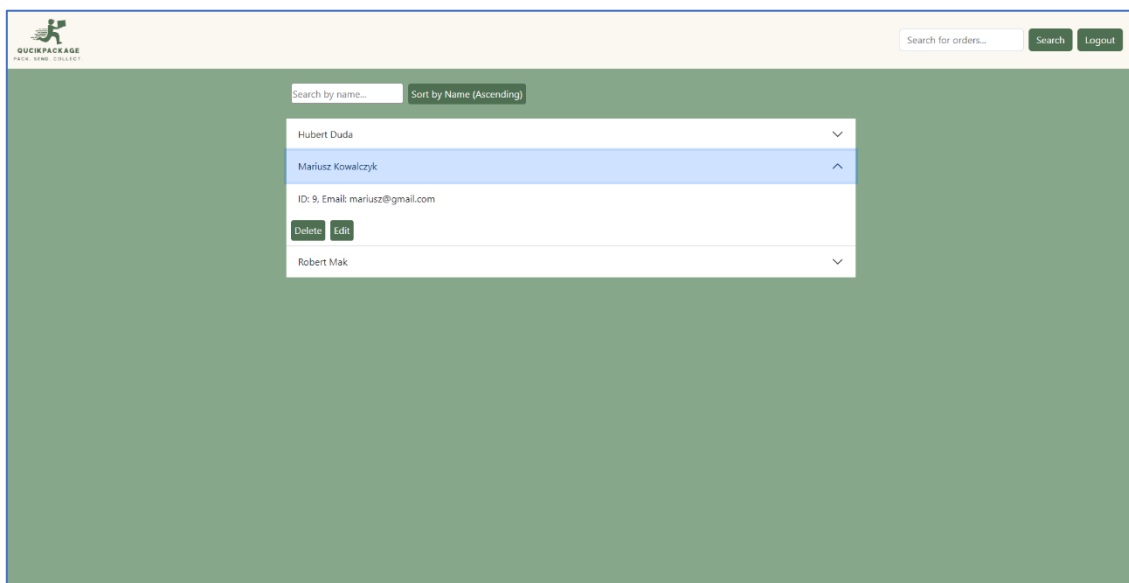 QUCIKPACKAGE
PACK. SEND. COLLECT.
Search for orders...
Search
Logout
Search by name...
Sort by Name (Ascending)
Hubert Duda
Mariusz Kowalczyk
ID: 9, Email: mariusz@gmail.com
Delete
Edit
Robert Mak